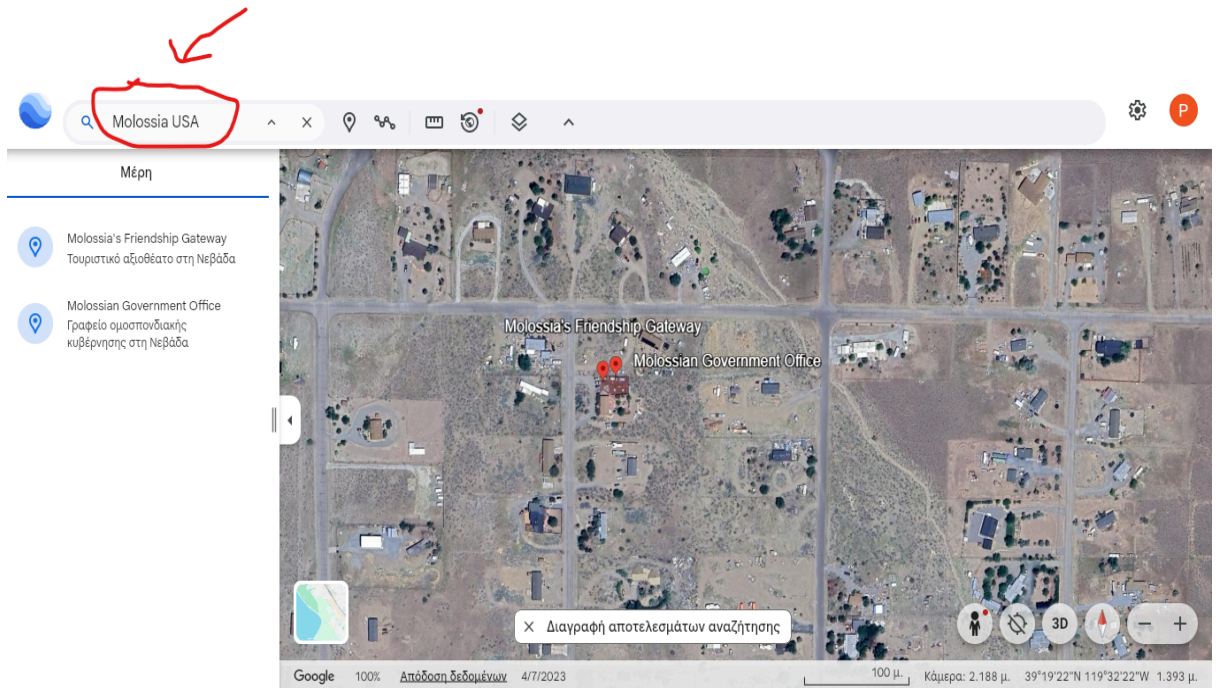 Molossia USA
P
Μέρη
Molossia's Friendship Gateway
Τουριστικό αξιοθέατο στη Νεβάδα
Molossian Government Office
Γραφείο ομοσπονδιακής
κυβέρνησης στη Νεβάδα
Molossia's Friendship Gateway
Molossian Government Office
Διαγραφή αποτελεσμάτων αναζήτησης
3D
Google 100% Απόδοση δεδομένων 4/7/2023 100 μ. Κάμερα: 2.188 μ. 39°19'22"N 119°32'22"W 1.393 μ.